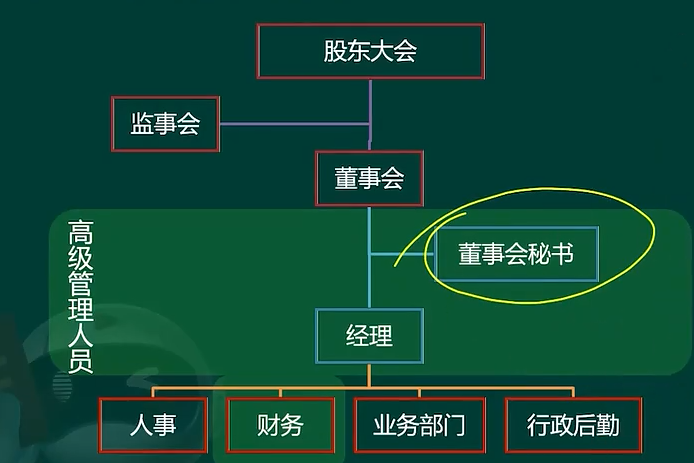 股东大会
监事会
董事会
高级管理人员
董事会秘书
经理
人事
财务
业务部门
行政后勤